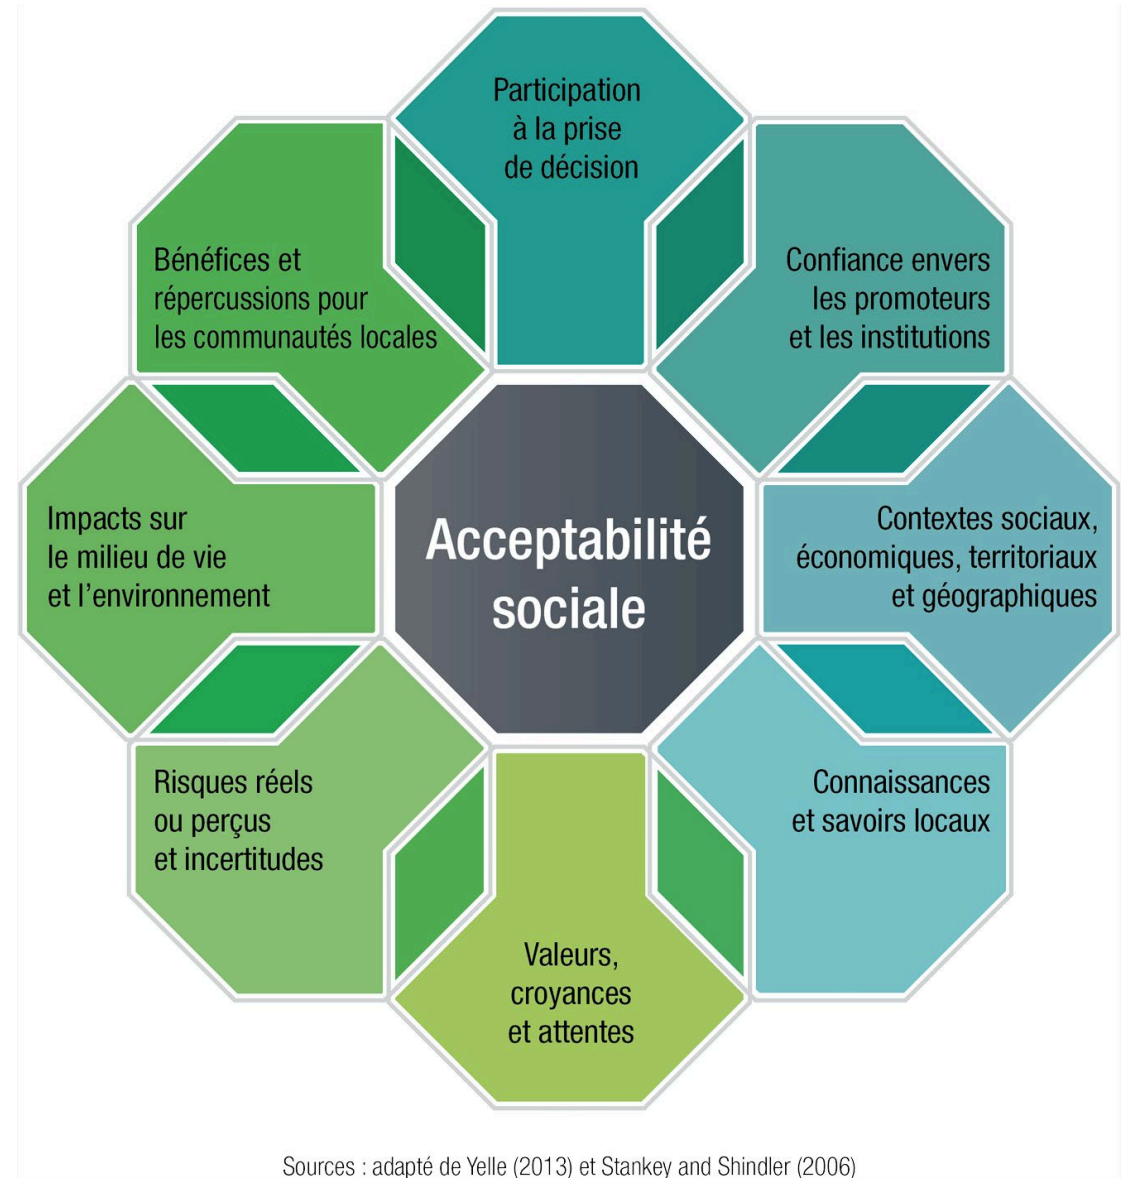 Participation
à la prise
de décision
Confiance envers
les promoteurs
et les institutions
Contextes sociaux,
économiques, territoriaux
et géographiques
Connaissances
et savoirs locaux
Valeurs,
croyances
et attentes
Risques réels
ou perçus
et incertitudes
Impacts sur
le milieu de vie
et l’environnement
Bénéfices et
répercussions pour
les communautés locales
Acceptabilité
sociale
Sources : adapté de Yelle (2013) et Stankey and Shindler (2006)